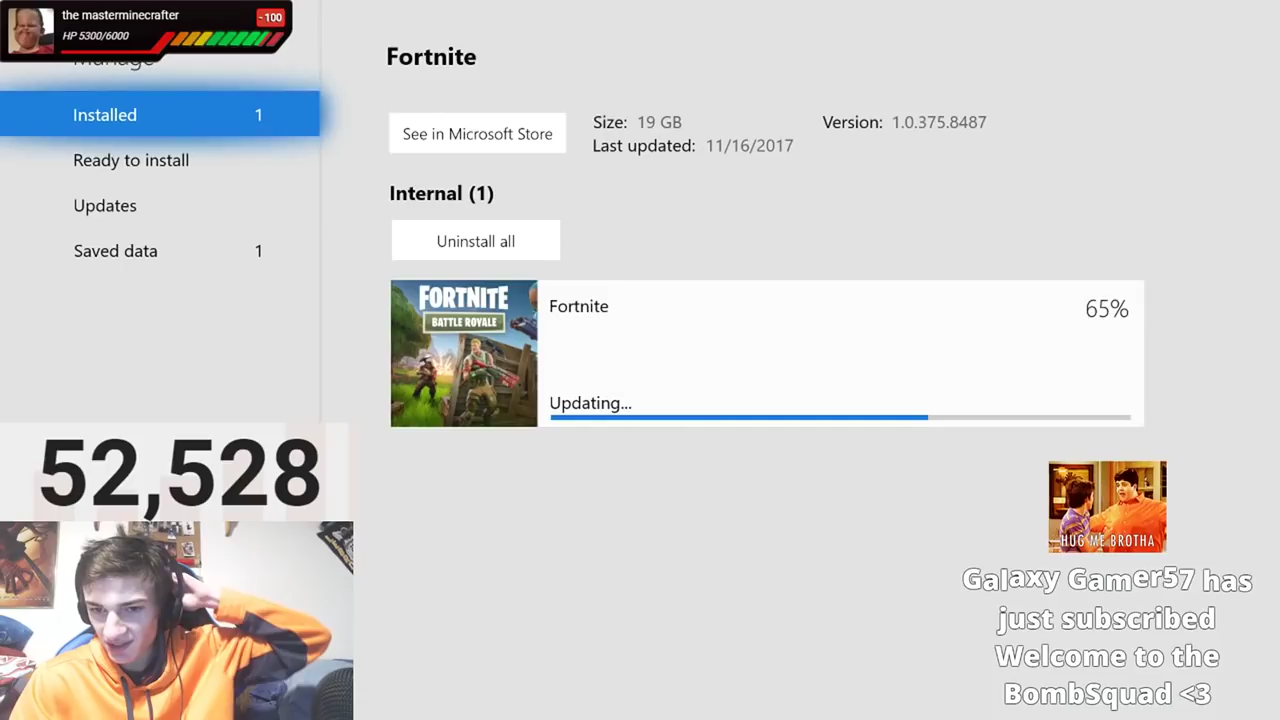 the masterminecrafter
-100
HP 5300/6000
Manage
Installed 1
Ready to install
Updates
Saved data 1
Fortnite
See in Microsoft Store
Size: 19 GB
Last updated: 11/16/2017
Version: 1.0.375.8487
Internal (1)
Uninstall all
FORTNITE
BATTLE ROYALE
Fortnite
65%
Updating...
52,528
HUG ME BROTHA
Galaxy Gamer57 has
just subscribed
Welcome to the
BombSquad <3